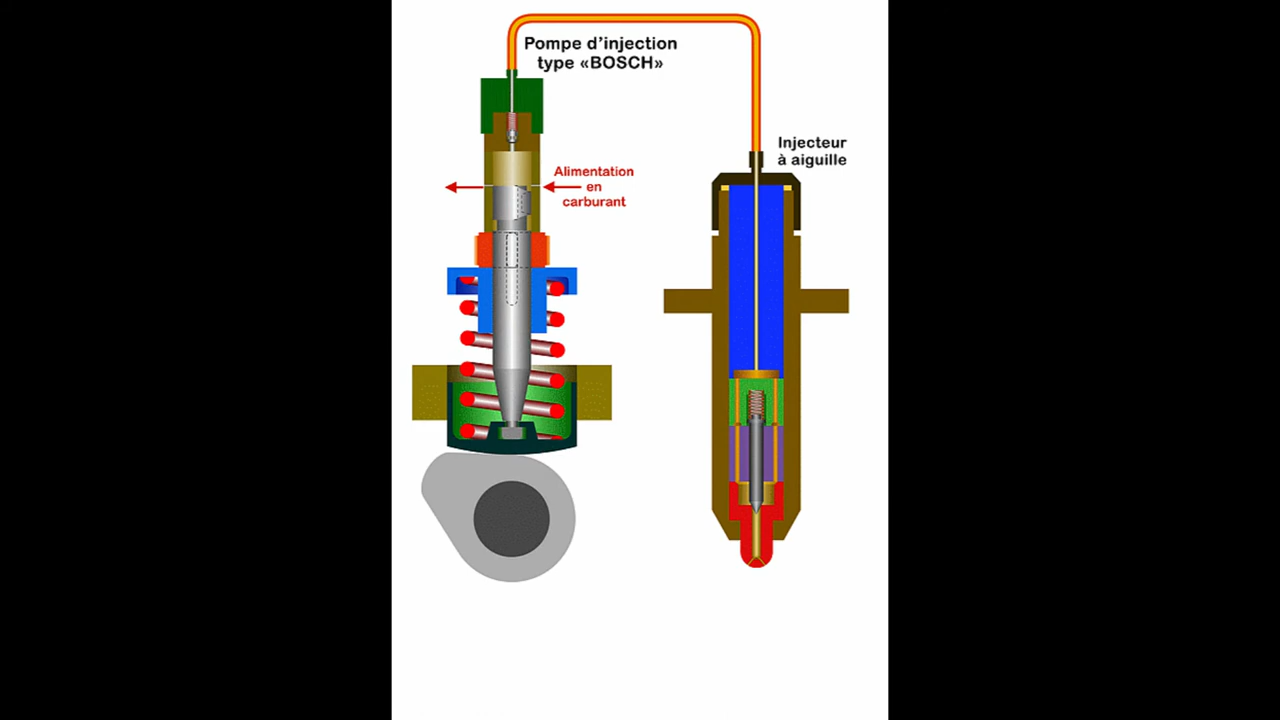 Pompe d’injection
type «BOSCH»
Injecteur
à aiguille
Alimentation
en
carburant